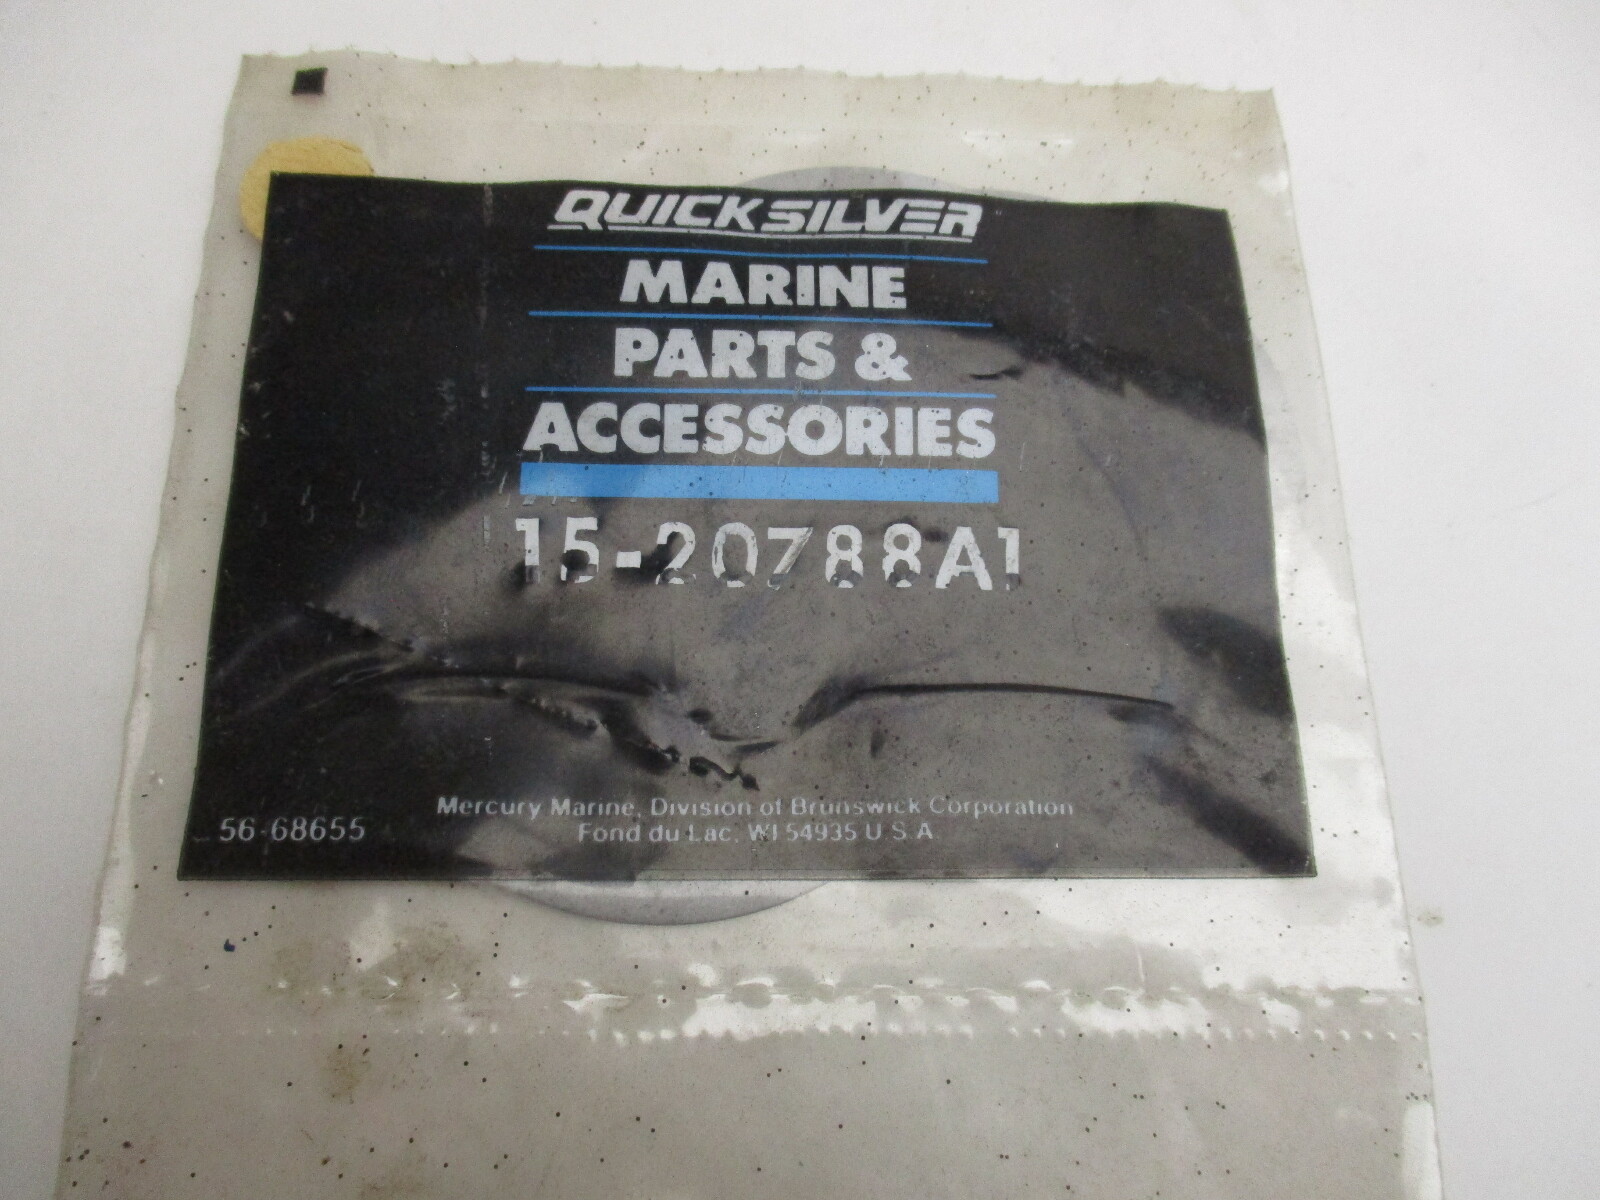 QUICKSILVER
MARINE
PARTS &
ACCESSORIES
15-20788A1
Mercury Marine, Division of Brunswick Corporation
Fond du Lac, WI 54935 U.S.A
56-68655